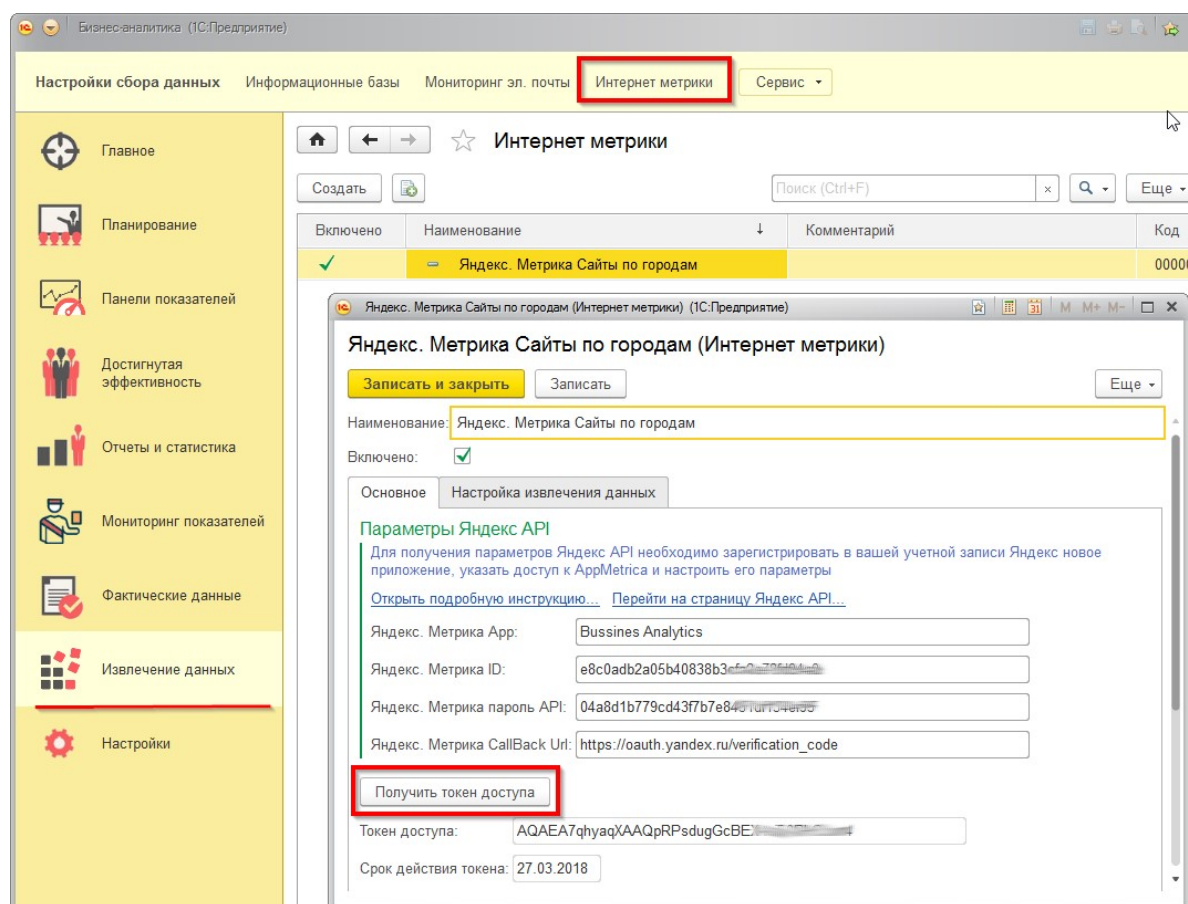 Бизнес-аналитика (1С:Предприятие)
Настройки сбора данных Информационные базы Мониторинг эл. почты Интернет метрики Сервис
Главное
Планирование
Панели показателей
Достигнутая
эффективность
Отчеты и статистика
Мониторинг показателей
Фактические данные
Извлечение данных
Настройки
Интернет метрики
Создать Поиск (Ctrl+F) × Еще
Включено Наименование ↓ Комментарий Код
Яндекс. Метрика Сайты по городам 0000
Яндекс. Метрика Сайты по городам (Интернет метрики) (1С:Предприятие) 31 M M+ M-
Яндекс. Метрика Сайты по городам (Интернет метрики)
Записать и закрыть Записать Еще
Наименование: Яндекс. Метрика Сайты по городам
Включено:
Основное Настройка извлечения данных
Параметры Яндекс API
Для получения параметров Яндекс API необходимо зарегистрировать в вашей учетной записи Яндекс новое
приложение, указать доступ к AppMetrica и настроить его параметры
Открыть подробную инструкцию... Перейти на страницу Яндекс API...
Яндекс. Метрика App: Bussines Analytics
Яндекс. Метрика ID: e8c0adb2a05b40838b3
Яндекс. Метрика пароль API: 04a8d1b779cd43f7b7e84
Яндекс. Метрика CallBack Url: https://oauth.yandex.ru/verification_code
Получить токен доступа
Токен доступа: AQAEA7qhyaqXAAQpRPsdugGcBE
Срок действия токена: 27.03.2018